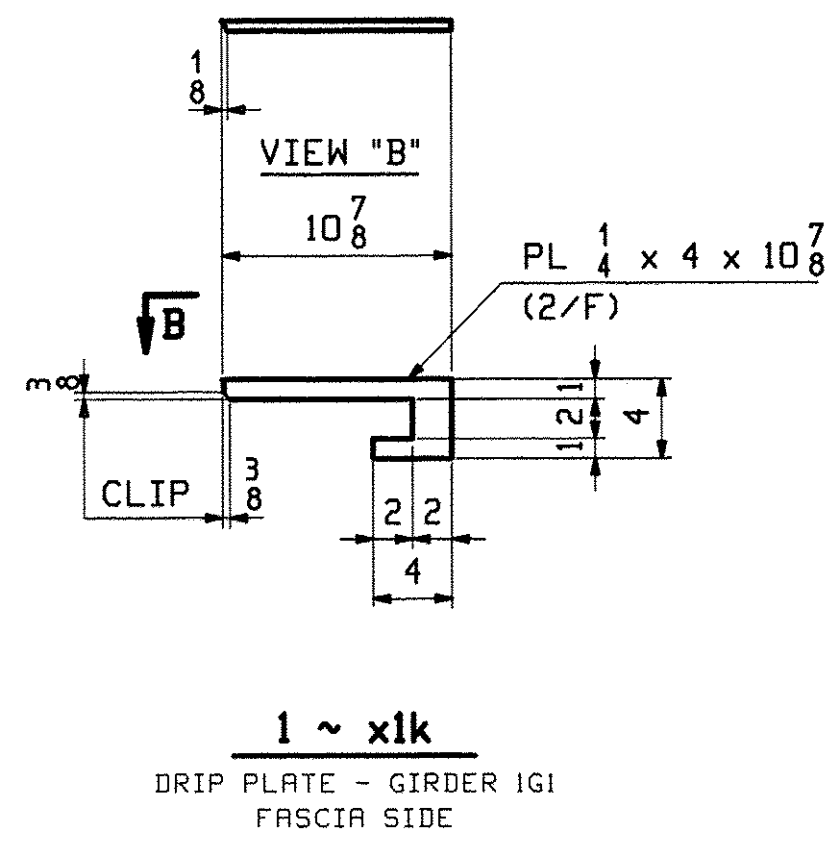 1/8
VIEW "B"
10 7/8
PL 1/4 x 4 x 10 7/8
(2/F)
B
3/8
1
2
1
4
CLIP
3/8
2 2
4
1 ~ x1k
DRIP PLATE - GIRDER 1G1
FASCIA SIDE